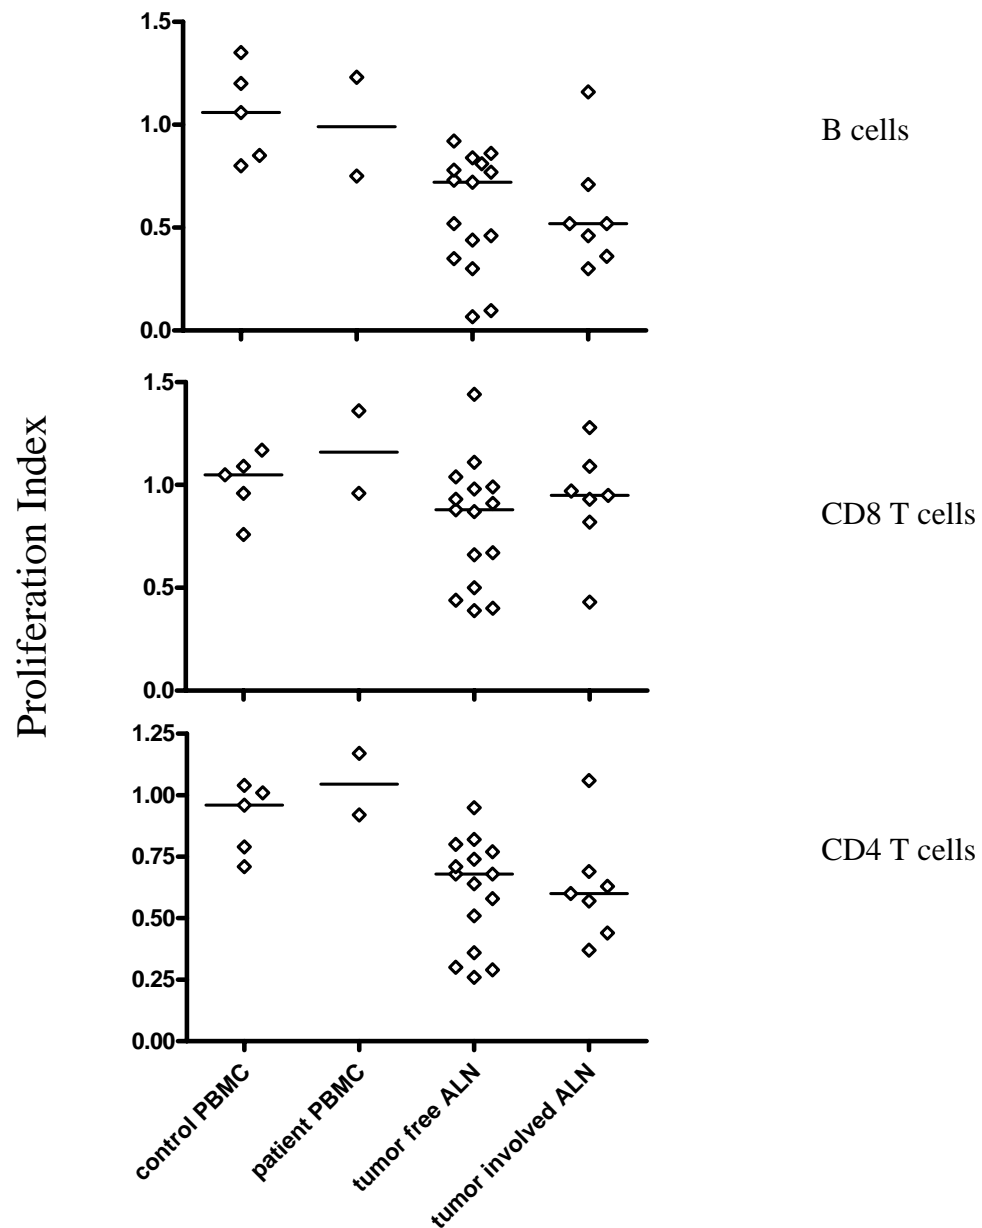 Proliferation Index
1.5
1.0
0.5
0.0
B cells
1.5
1.0
0.5
0.0
CD8 T cells
1.25
1.00
0.75
0.50
0.25
0.00
CD4 T cells
control PBMC
patient PBMC
tumor free ALN
tumor involved ALN